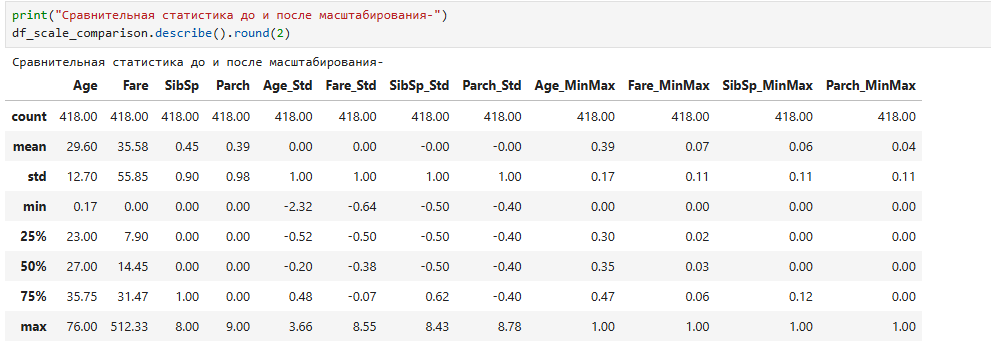 print("Сравнительная статистика до и после масштабирования-")
df_scale_comparison.describe().round(2)
Сравнительная статистика до и после масштабирования-
Age Fare SibSp Parch Age_Std Fare_Std SibSp_Std Parch_Std Age_MinMax Fare_MinMax SibSp_MinMax Parch_MinMax
count 418.00 418.00 418.00 418.00 418.00 418.00 418.00 418.00 418.00 418.00 418.00 418.00
mean 29.60 35.58 0.45 0.39 0.00 0.00 -0.00 -0.00 0.39 0.07 0.06 0.04
std 12.70 55.85 0.90 0.98 1.00 1.00 1.00 1.00 0.17 0.11 0.11 0.11
min 0.17 0.00 0.00 0.00 -2.32 -0.64 -0.50 -0.40 0.00 0.00 0.00 0.00
25% 23.00 7.90 0.00 0.00 -0.52 -0.50 -0.50 -0.40 0.30 0.02 0.00 0.00
50% 27.00 14.45 0.00 0.00 -0.20 -0.38 -0.50 -0.40 0.35 0.03 0.00 0.00
75% 35.75 31.47 1.00 0.00 0.48 -0.07 0.62 -0.40 0.47 0.06 0.12 0.00
max 76.00 512.33 8.00 9.00 3.66 8.55 8.43 8.78 1.00 1.00 1.00 1.00